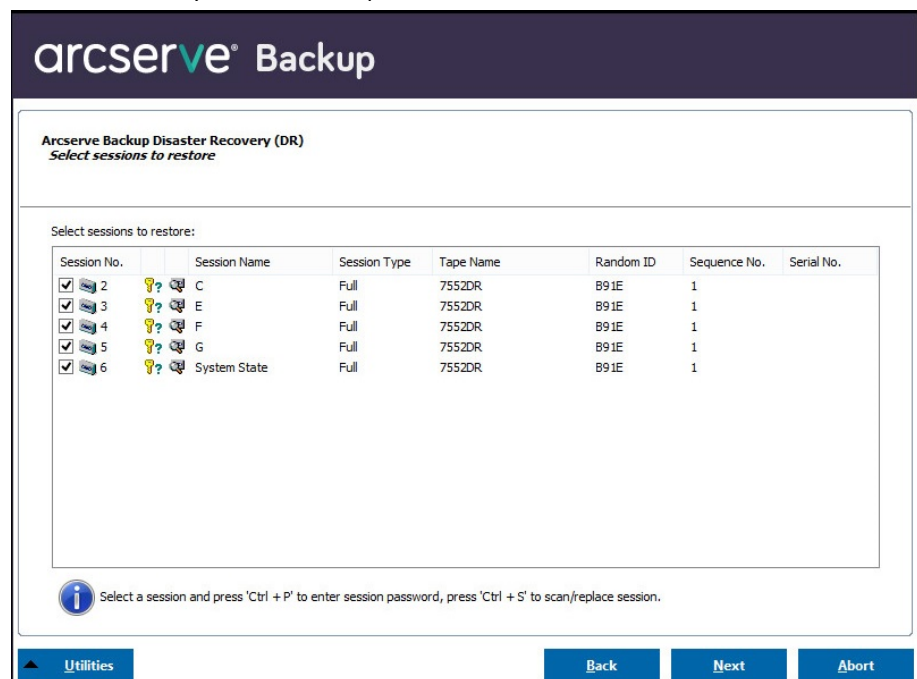 arcserve® Backup
Arcserve Backup Disaster Recovery (DR)
Select sessions to restore
Select sessions to restore:
Session No. Session Name Session Type Tape Name Random ID Sequence No. Serial No.
2 C Full 7552DR B91E 1
3 E Full 7552DR B91E 1
4 F Full 7552DR B91E 1
5 G Full 7552DR B91E 1
6 System State Full 7552DR B91E 1
Select a session and press 'Ctrl + P' to enter session password, press 'Ctrl + S' to scan/replace session.
Utilities Back Next Abort